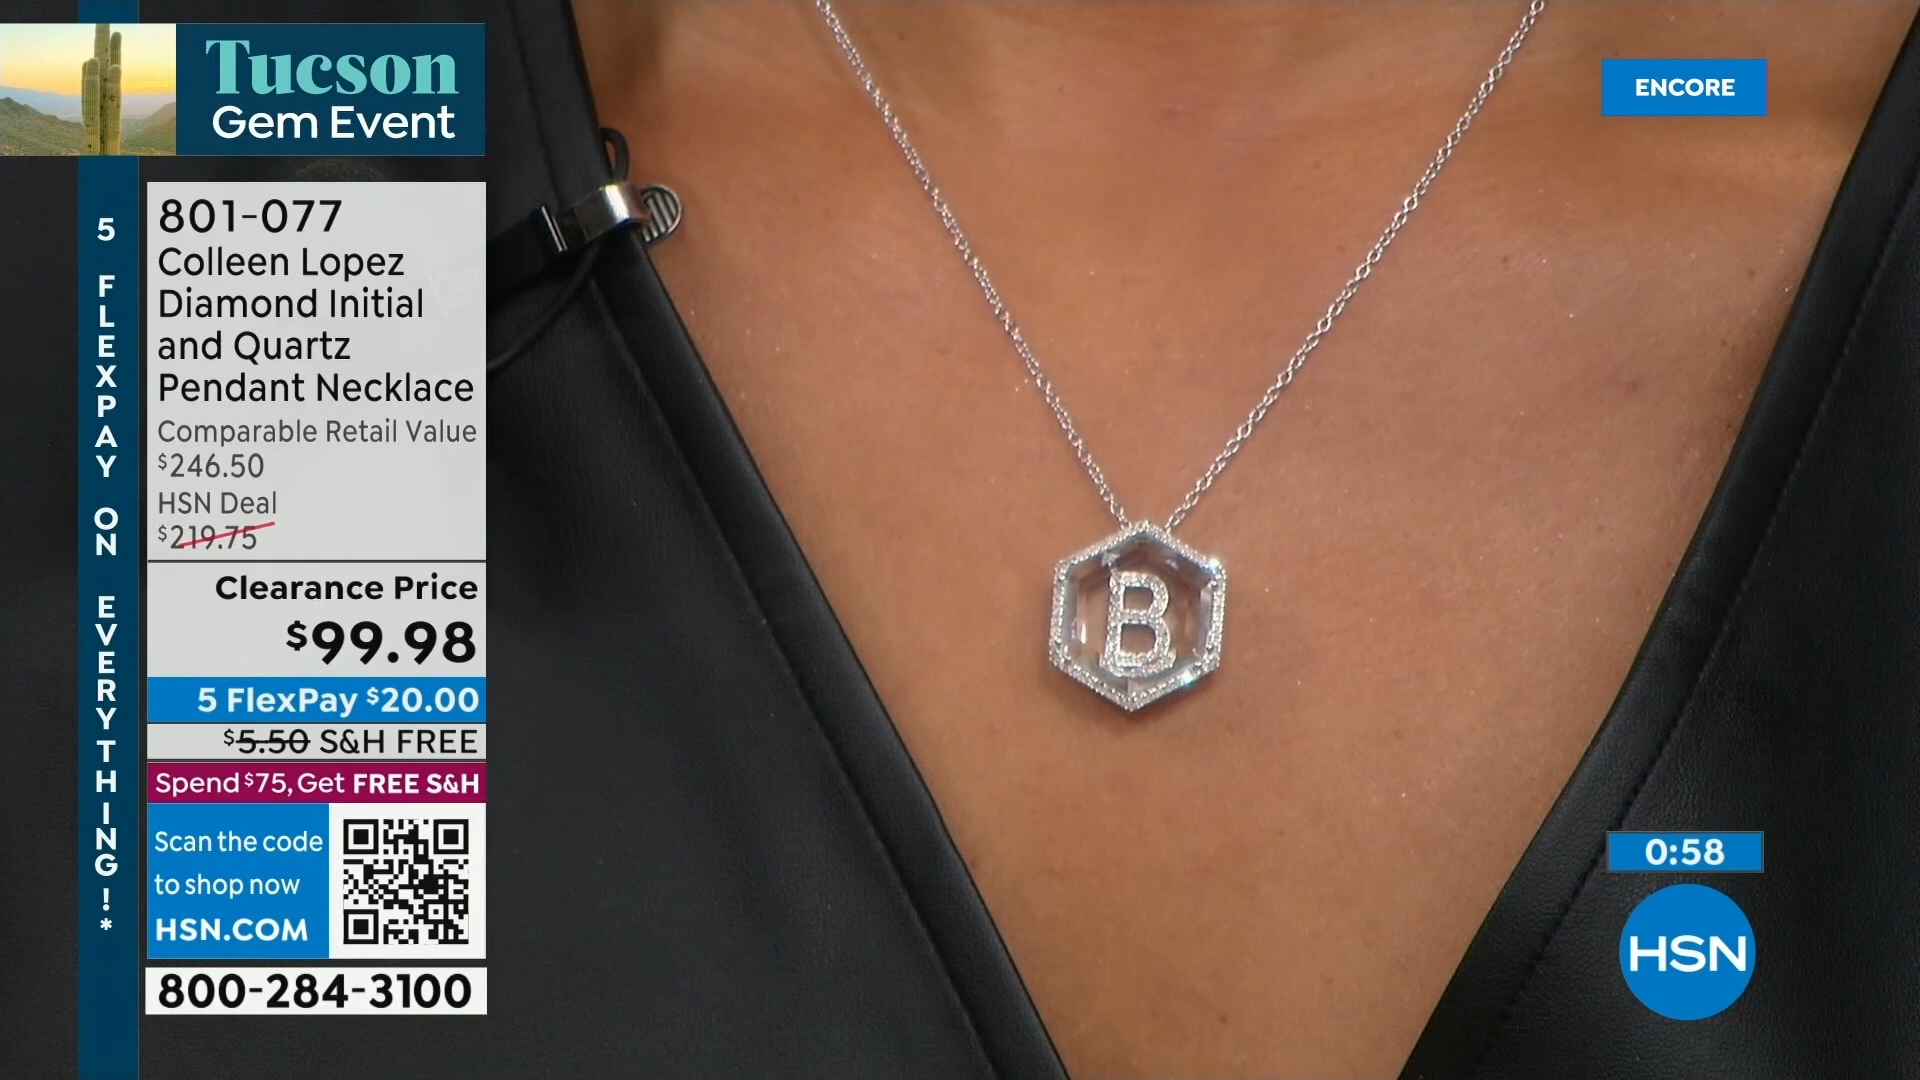 Tucson
Gem Event
ENCORE
5 FLEXPAY ON EVERYTHING!*
801-077
Colleen Lopez
Diamond Initial
and Quartz
Pendant Necklace
Comparable Retail Value
$246.50
HSN Deal
$219.75
Clearance Price
$99.98
5 FlexPay $20.00
$5.50 S&H FREE
Spend $75, Get FREE S&H
Scan the code
to shop now
HSN.COM
800-284-3100
B
0:58
HSN